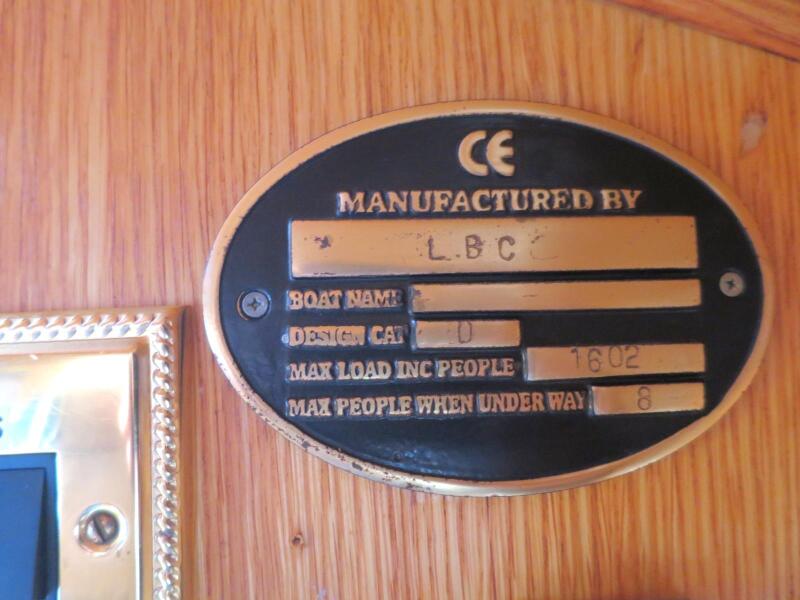 CE
MANUFACTURED BY
L.B C
BOAT NAME
DESIGN CAT D
MAX LOAD INC PEOPLE 1602
MAX PEOPLE WHEN UNDER WAY 8